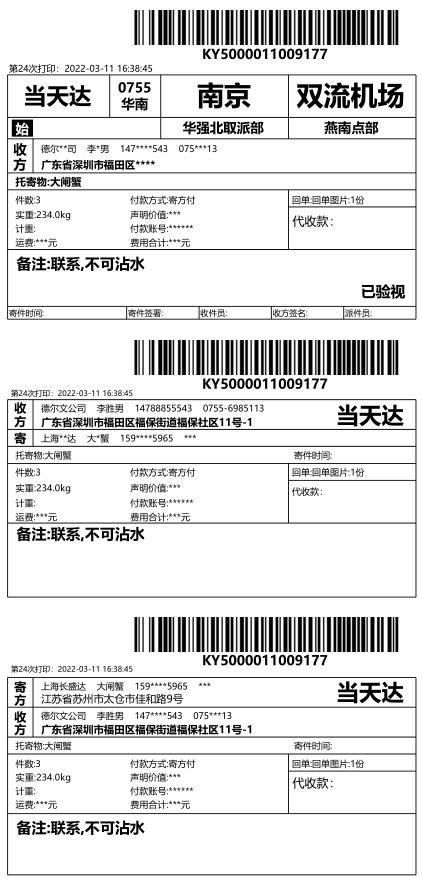 KY5000011009177
第24次打印：2022-03-11 16:38:45
当天达 0755 华南 南京 双流机场
始 华强北取派部 燕南点部
收方 德尔**司 李*男 147****543 075***13
广东省深圳市福田区****
托寄物:大闸蟹
件数:3 付款方式:寄方付 回单:回单图片:1份
实重:234.0kg 声明价值:*** 代收款:
计重: 付款账号:******
运费:***元 费用合计:***元
备注:联系,不可沾水
已验视
寄件时间: 寄件签署: 收件员: 收方签名: 派件员:
KY5000011009177
第24次打印：2022-03-11 16:38:45
收方 德尔文公司 李胜男 14788855543 0755-6985113 当天达
广东省深圳市福田区福保街道福保社区11号-1
寄 上海**达 大*蟹 159****5965 ***
托寄物:大闸蟹 寄件时间:
件数:3 付款方式:寄方付 回单:回单图片:1份
实重:234.0kg 声明价值:*** 代收款:
计重: 付款账号:******
运费:***元 费用合计:***元
备注:联系,不可沾水
KY5000011009177
第24次打印：2022-03-11 16:38:45
寄方 上海长盛达 大闸蟹 159****5965 *** 当天达
江苏省苏州市太仓市佳和路9号
收方 德尔文公司 李胜男 147****543 075***13
广东省深圳市福田区福保街道福保社区11号-1
托寄物:大闸蟹 寄件时间:
件数:3 付款方式:寄方付 回单:回单图片:1份
实重:234.0kg 声明价值:*** 代收款:
计重: 付款账号:******
运费:***元 费用合计:***元
备注:联系,不可沾水